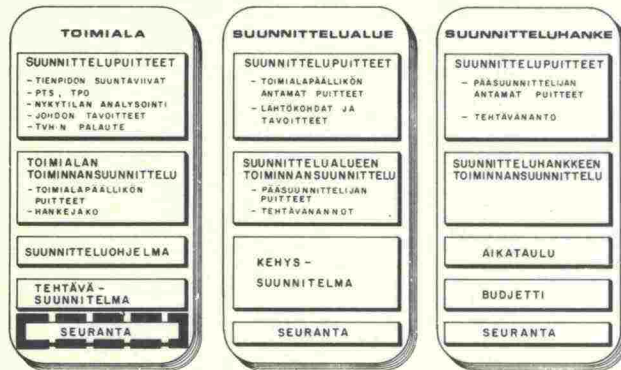 TOIMIALA
SUUNNITTELUPUITTEET
- TIENPIDON SUUNTAVIIVAT
- PTS, TPO
- NYKYTILAN ANALYSOINTI
- JOHDON TAVOITTEET
- TVH:N PALAUTE
TOIMIALAN
TOIMINNANSUUNNITTELU
- TOIMIALAPÄÄLLIKÖN
PUITTEET
- HANKEJAKO
SUUNNITTELUOHJELMA
TEHTÄVÄ-
SUUNNITELMA
SEURANTA
SUUNNITTELUALUE
SUUNNITTELUPUITTEET
- TOIMIALAPÄÄLLIKÖN
ANTAMAT PUITTEET
- LÄHTÖKOHDAT JA
TAVOITTEET
SUUNNITTELUALUEEN
TOIMINNANSUUNNITTELU
- PÄÄSUUNNITTELIJAN
PUITTEET
- TEHTÄVÄNANNOT
KEHYS-
SUUNNITELMA
SEURANTA
SUUNNITTELUHANKE
SUUNNITTELUPUITTEET
- PÄÄSUUNNITTELIJAN
ANTAMAT PUITTEET
- TEHTÄVÄNANTO
SUUNNITTELUHANKKEEN
TOIMINNANSUUNNITTELU
AIKATAULU
BUDJETTI
SEURANTA